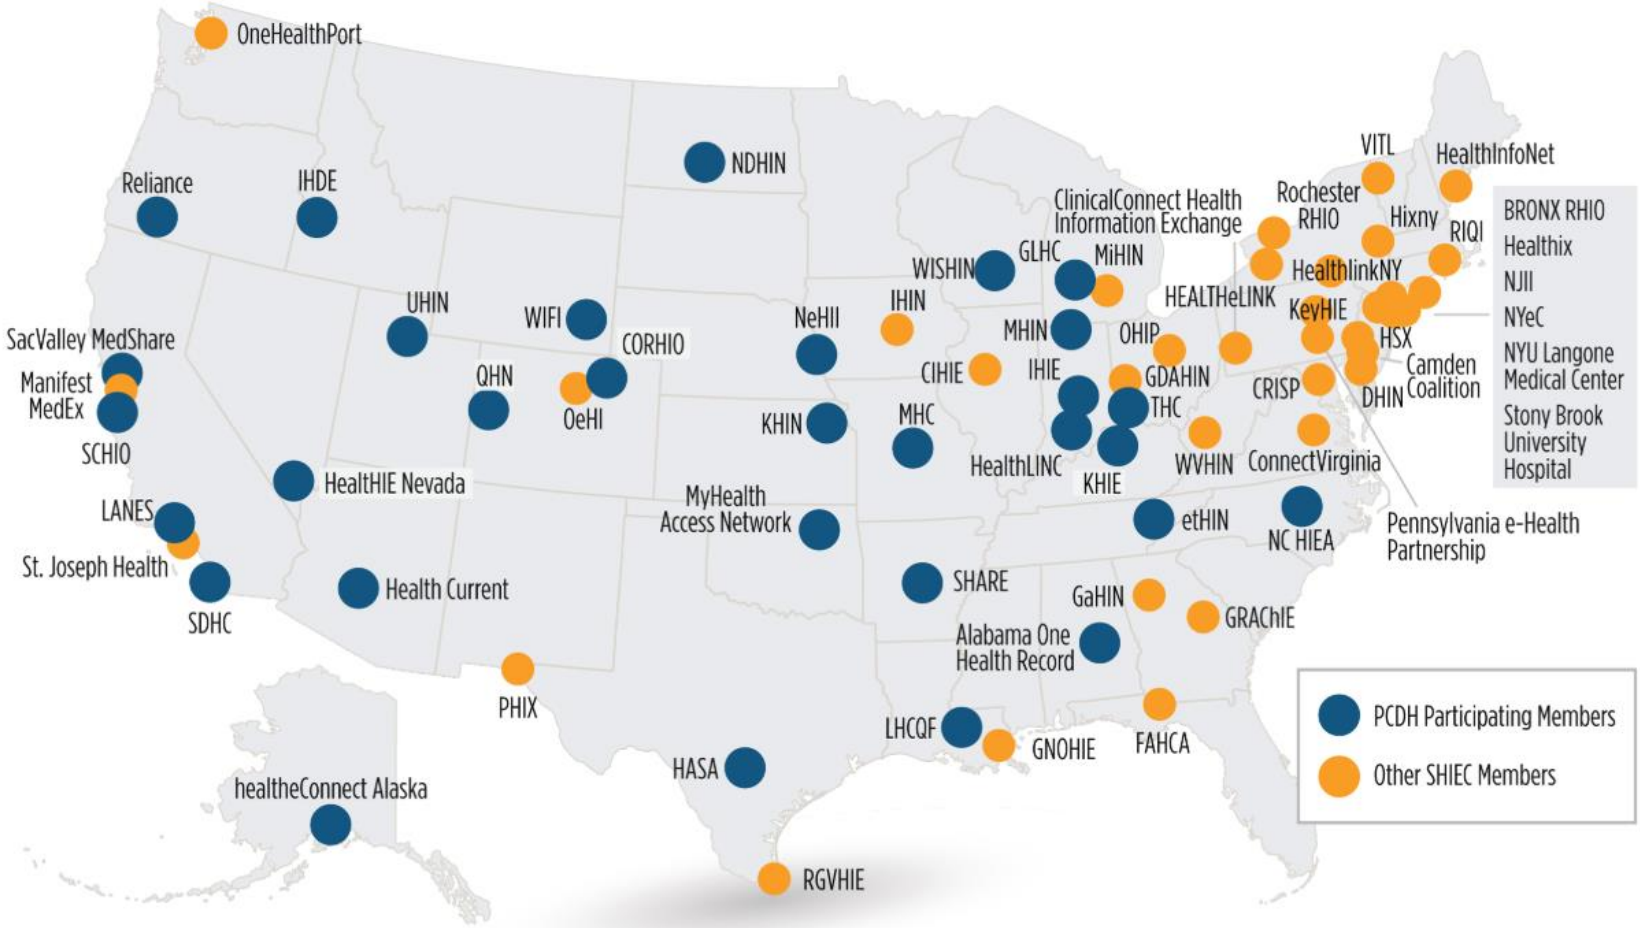 OneHealthPort
NDHIN
Reliance
IHDE
VITL
HealthInfoNet
ClinicalConnect Health
Information Exchange
Rochester
RHIO
Hixny
RIQI
BRONX RHIO
Healthix
NJII
NYeC
NYU Langone
Medical Center
Stony Brook
University
Hospital
WISHIN
GLHC
MiHIN
HealthlinkNY
HEALTHeLINK
KeyHIE
UHIN
WIFI
NeHII
IHIN
MHIN
OHIP
HSX
SacValley MedShare
CORHIO
Manifest
MedEx
QHN
OeHI
CIHIE
IHIE
GDAHIN
CRISP
DHIN
Camden
Coalition
SCHIO
KHIN
MHC
THC
HealthLINC
KHIE
WVHIN
ConnectVirginia
HealtHIE Nevada
LANES
MyHealth
Access Network
etHIN
NC HIEA
Pennsylvania e-Health
Partnership
St. Joseph Health
SDHC
Health Current
SHARE
GaHIN
GRAChIE
Alabama One
Health Record
PHIX
LHCQF
GNOHIE
FAHCA
HASA
healtheConnect Alaska
RGVHIE
PCDH Participating Members
Other SHIEC Members